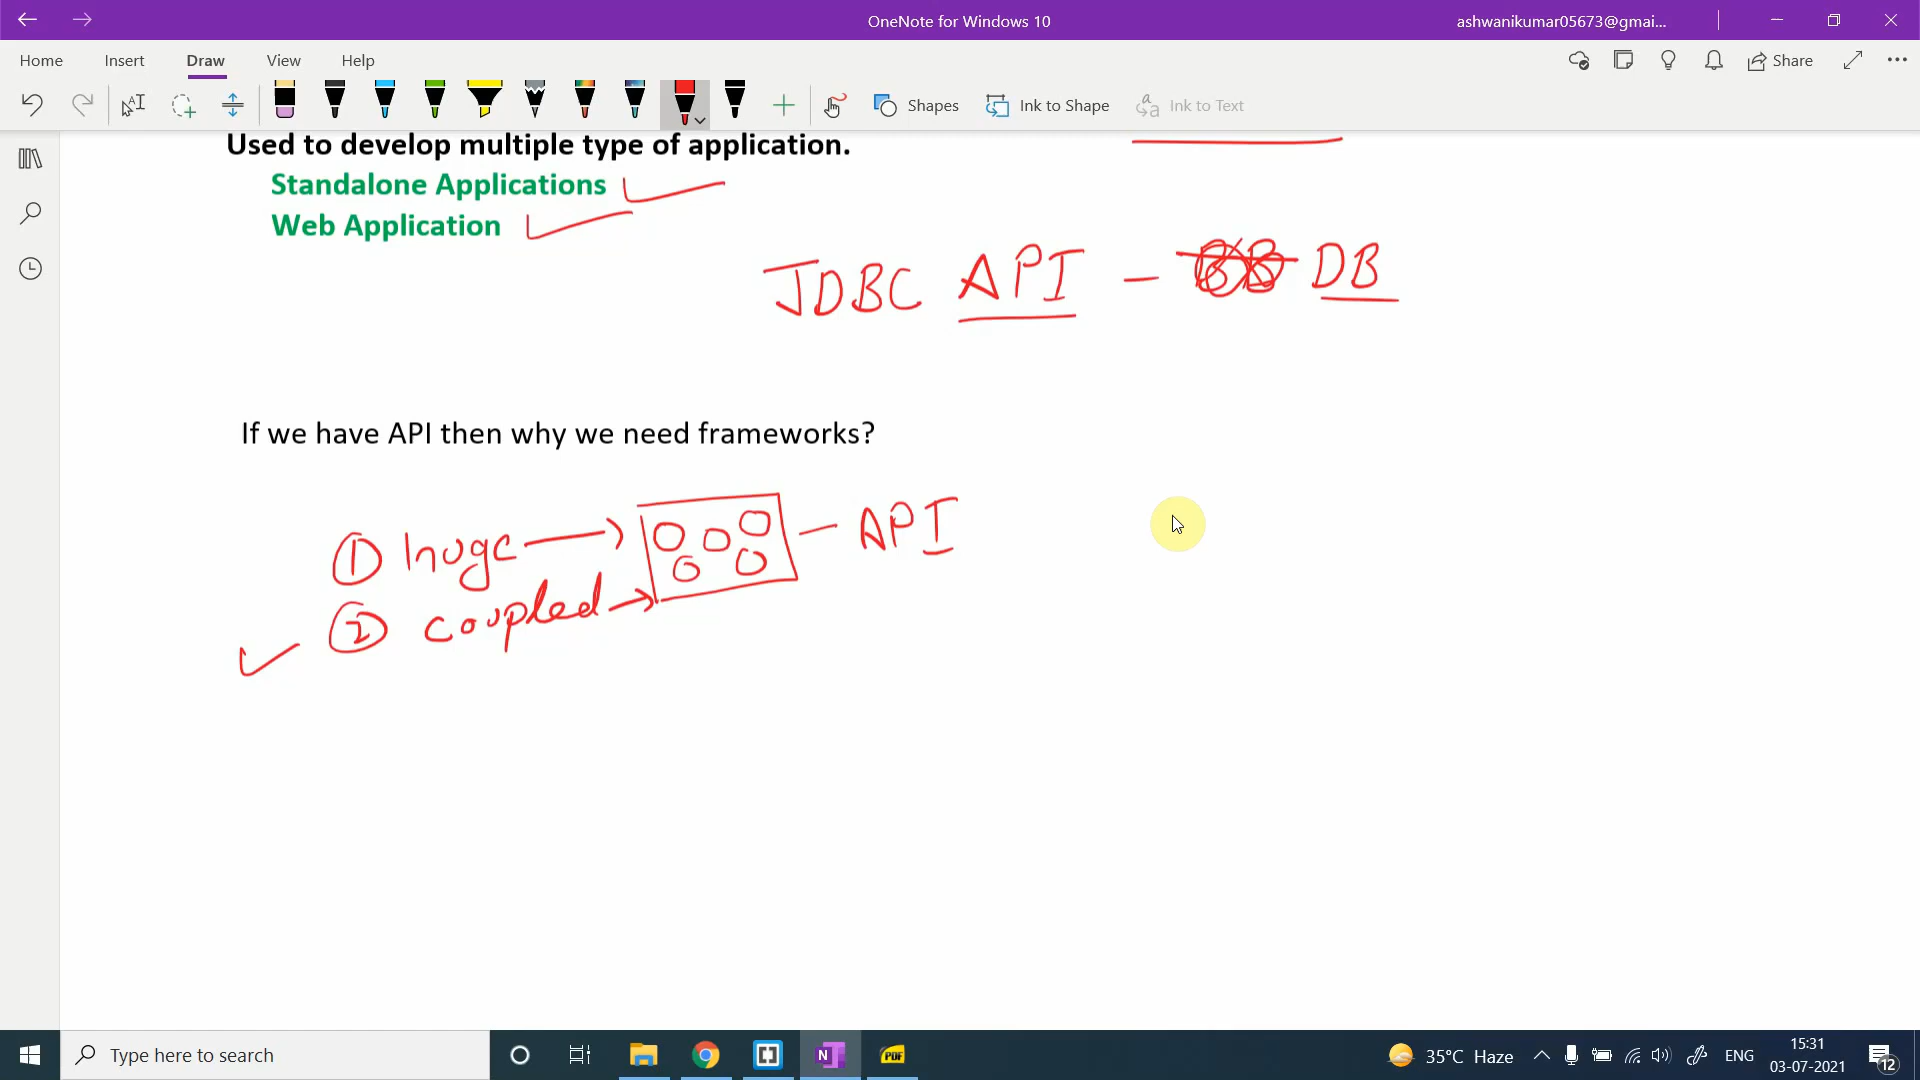 OneNote for Windows 10
ashwanikumar05673@gmai...
Home Insert Draw View Help
Share
Shapes Ink to Shape Ink to Text
Used to develop multiple type of application.
Standalone Applications
Web Application
JDBC API - DB
If we have API then why we need frameworks?
① huge → API
② coupled →
Type here to search
35°C Haze
ENG
15:31
03-07-2021
12